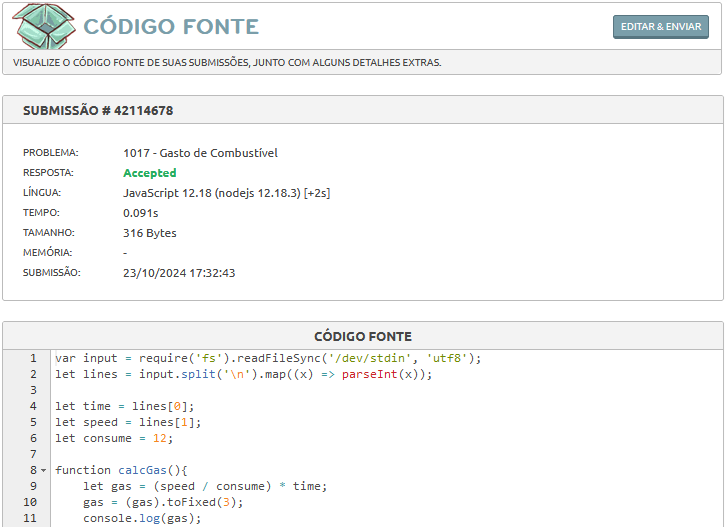 CÓDIGO FONTE
EDITAR & ENVIAR
VISUALIZE O CÓDIGO FONTE DE SUAS SUBMISSÕES, JUNTO COM ALGUNS DETALHES EXTRAS.
SUBMISSÃO # 42114678
PROBLEMA: 1017 - Gasto de Combustível
RESPOSTA: Accepted
LÍNGUA: JavaScript 12.18 (nodejs 12.18.3) [+2s]
TEMPO: 0.091s
TAMANHO: 316 Bytes
MEMÓRIA: -
SUBMISSÃO: 23/10/2024 17:32:43
CÓDIGO FONTE
1 var input = require('fs').readFileSync('/dev/stdin', 'utf8');
2 let lines = input.split('\n').map((x) => parseInt(x));
3
4 let time = lines[0];
5 let speed = lines[1];
6 let consume = 12;
7
8 function calcGas(){
9     let gas = (speed / consume) * time;
10     gas = (gas).toFixed(3);
11     console.log(gas);